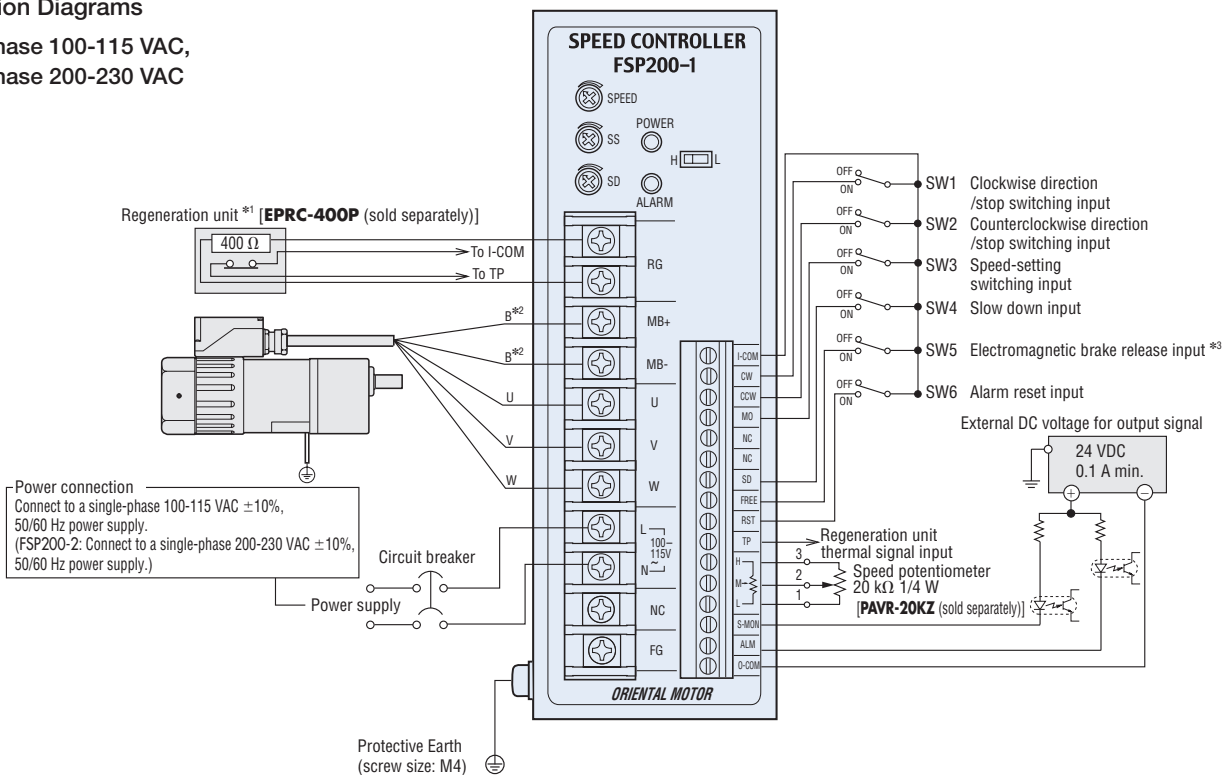 ion Diagrams
hase 100-115 VAC,
hase 200-230 VAC
SPEED CONTROLLER
FSP200-1
SPEED
SS
POWER
H
L
SD
ALARM
Regeneration unit *1 [EPRC-400P (sold separately)]
400 Ω
To I-COM
To TP
RG
B*2
MB+
B*2
MB-
U
U
V
V
W
W
L
100–
115V
~
N
NC
FG
ORIENTAL MOTOR
I-COM
CW
CCW
MO
NC
NC
SD
FREE
RST
TP
H
M
L
S-MON
ALM
O-COM
OFF
ON
SW1 Clockwise direction
/stop switching input
OFF
ON
SW2 Counterclockwise direction
/stop switching input
OFF
ON
SW3 Speed-setting
switching input
OFF
ON
SW4 Slow down input
OFF
ON
SW5 Electromagnetic brake release input *3
OFF
ON
SW6 Alarm reset input
External DC voltage for output signal
24 VDC
0.1 A min.
+
−
Regeneration unit
thermal signal input
3
2
1
Speed potentiometer
20 kΩ 1/4 W
[PAVR-20KZ (sold separately)]
Power connection
Connect to a single-phase 100-115 VAC ±10%,
50/60 Hz power supply.
(FSP200-2: Connect to a single-phase 200-230 VAC ±10%,
50/60 Hz power supply.)
Circuit breaker
Power supply
Protective Earth
(screw size: M4)